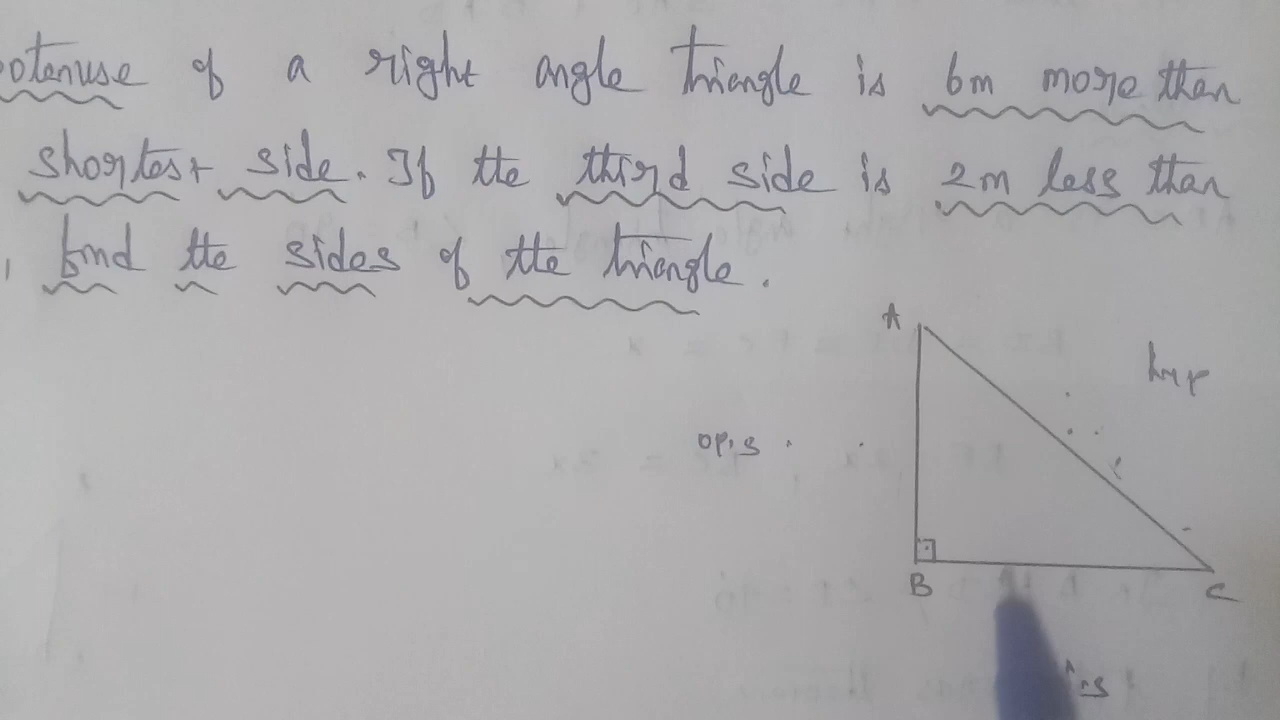 otenuse of a right angle triangle is 6m more than
shortest side. If the third side is 2m less than
, find the sides of the triangle.
A
hyp
op.s
B
C